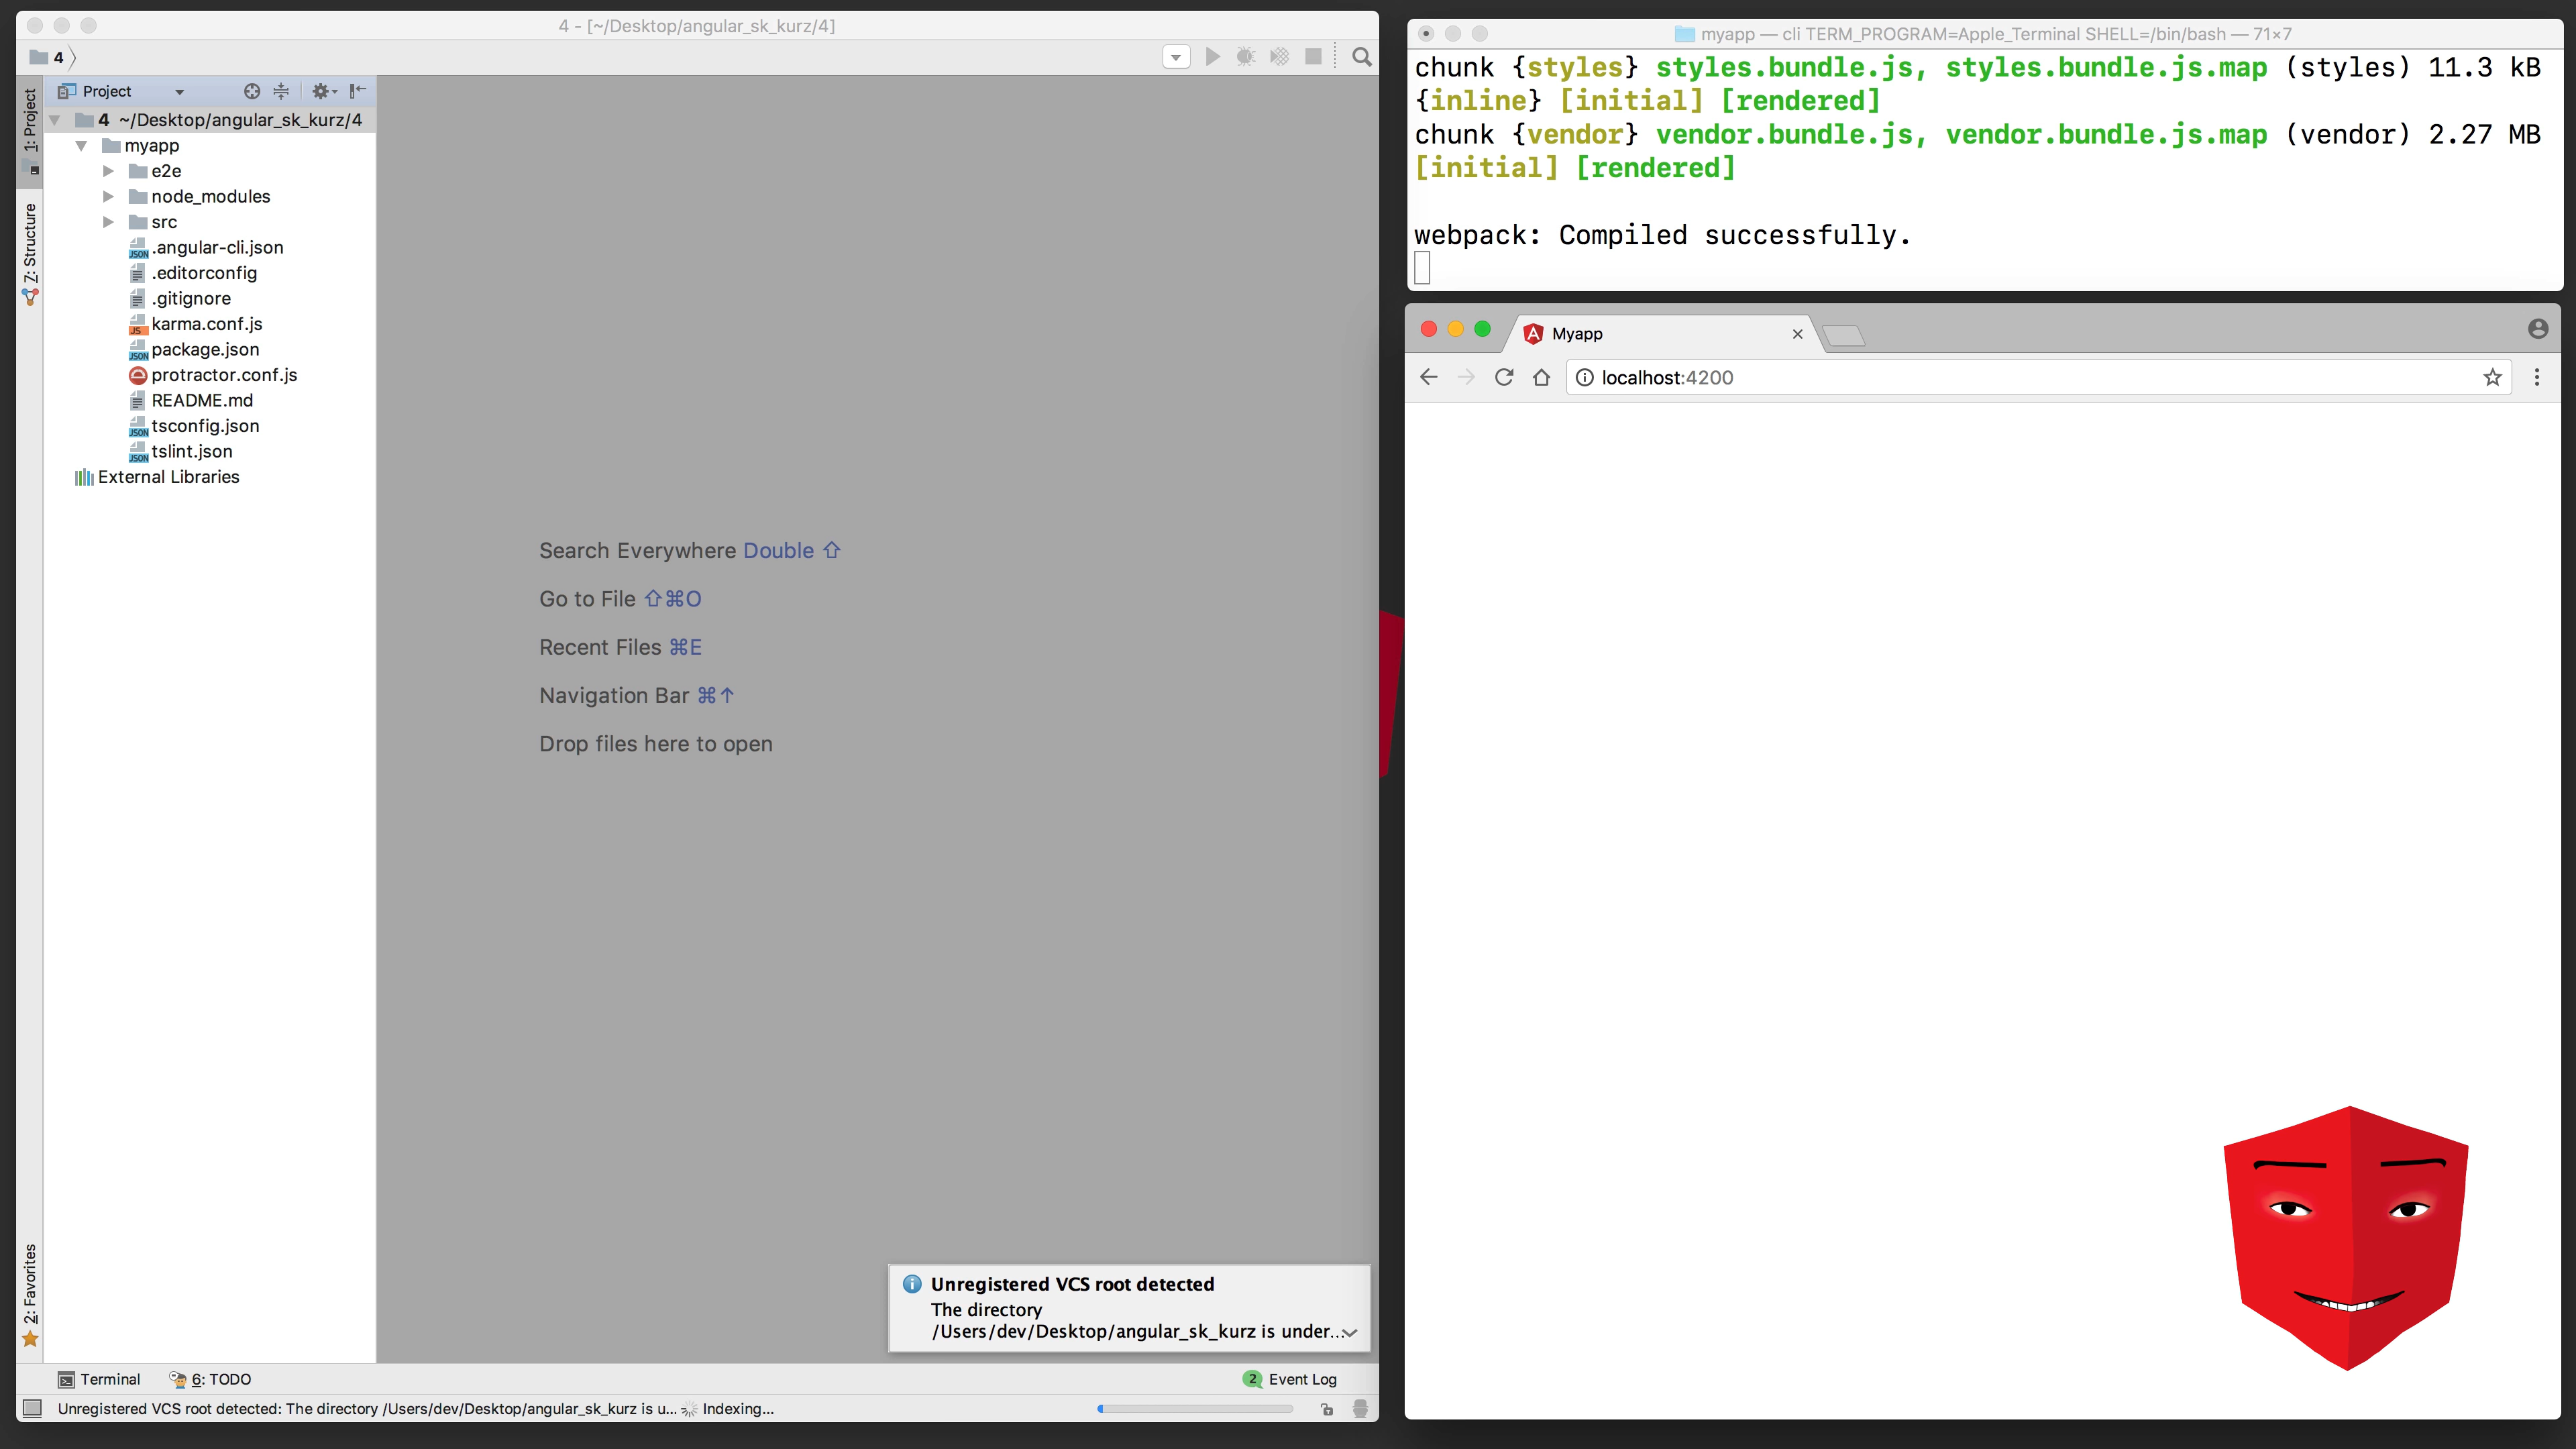 4 - [~/Desktop/angular_sk_kurz/4]
4
Project
1: Project
Z: Structure
2: Favorites
4 ~/Desktop/angular_sk_kurz/4
myapp
e2e
node_modules
src
.angular-cli.json
.editorconfig
.gitignore
karma.conf.js
package.json
protractor.conf.js
README.md
tsconfig.json
tslint.json
External Libraries
Search Everywhere Double ⇧
Go to File ⇧⌘O
Recent Files ⌘E
Navigation Bar ⌘↑
Drop files here to open
Unregistered VCS root detected
The directory
/Users/dev/Desktop/angular_sk_kurz is under...
Terminal
6: TODO
2 Event Log
Unregistered VCS root detected: The directory /Users/dev/Desktop/angular_sk_kurz is u... Indexing...
myapp — cli TERM_PROGRAM=Apple_Terminal SHELL=/bin/bash — 71×7
chunk {styles} styles.bundle.js, styles.bundle.js.map (styles) 11.3 kB
{inline} [initial] [rendered]
chunk {vendor} vendor.bundle.js, vendor.bundle.js.map (vendor) 2.27 MB
[initial] [rendered]
webpack: Compiled successfully.
Myapp
localhost:4200